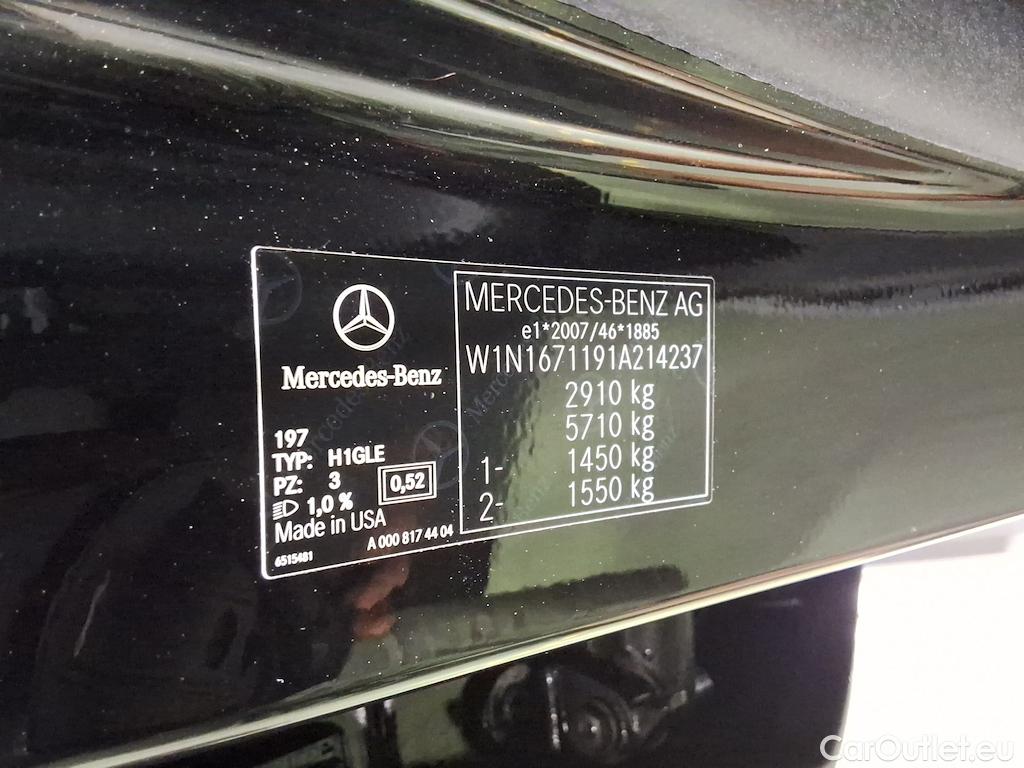 Mercedes-Benz
197
TYP: H1GLE
PZ: 3
1,0 %
0,52
Made in USA
A 000 817 44 04
6515481
MERCEDES-BENZ AG
e1*2007/46*1885
W1N1671191A214237
2910 kg
5710 kg
1- 1450 kg
2- 1550 kg
CarOutlet.eu